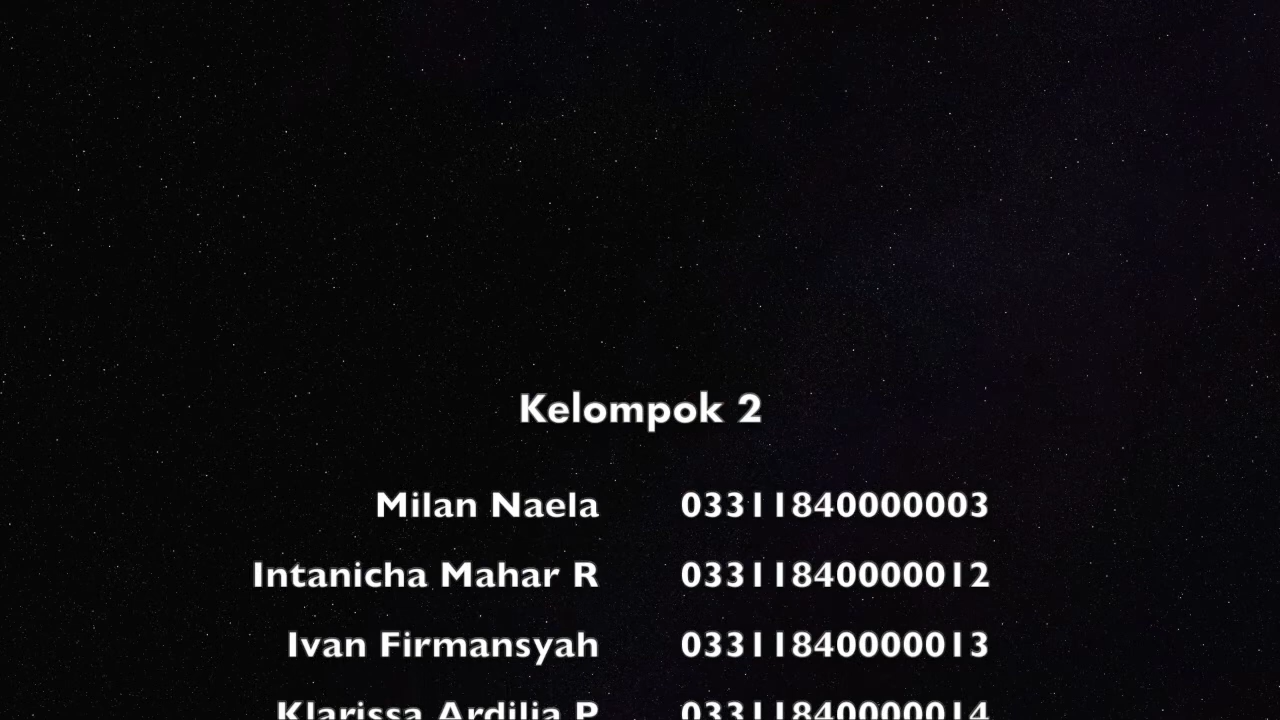 Kelompok 2
Milan Naela 03311840000003
Intanicha Mahar R 03311840000012
Ivan Firmansyah 03311840000013
Klarissa Ardilia P 03311840000014